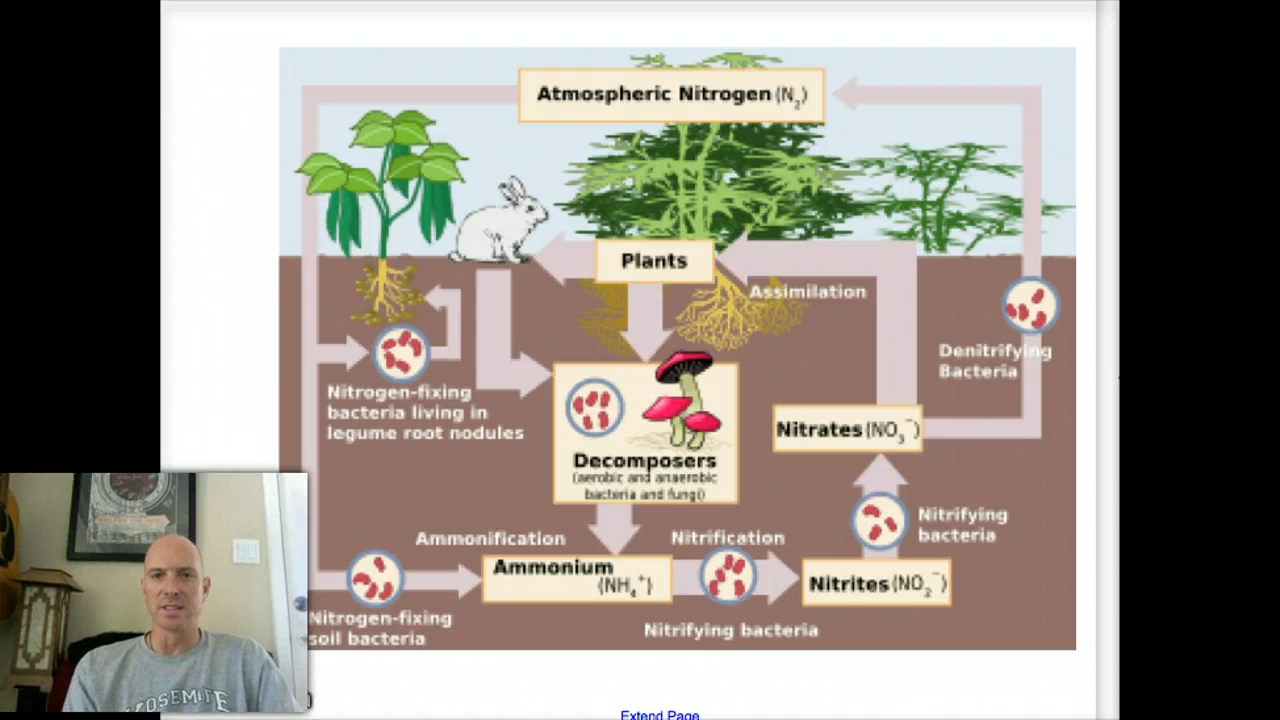 Atmospheric Nitrogen (N₂)
Plants
Assimilation
Denitrifying
Bacteria
Nitrogen-fixing
bacteria living in
legume root nodules
Nitrates (NO₃⁻)
Decomposers
(aerobic and anaerobic
bacteria and fungi)
Nitrifying
bacteria
Ammonification
Nitrification
Ammonium
(NH₄⁺)
Nitrites (NO₂⁻)
Nitrogen-fixing
soil bacteria
Nitrifying bacteria
YOSEMITE
Extend Page